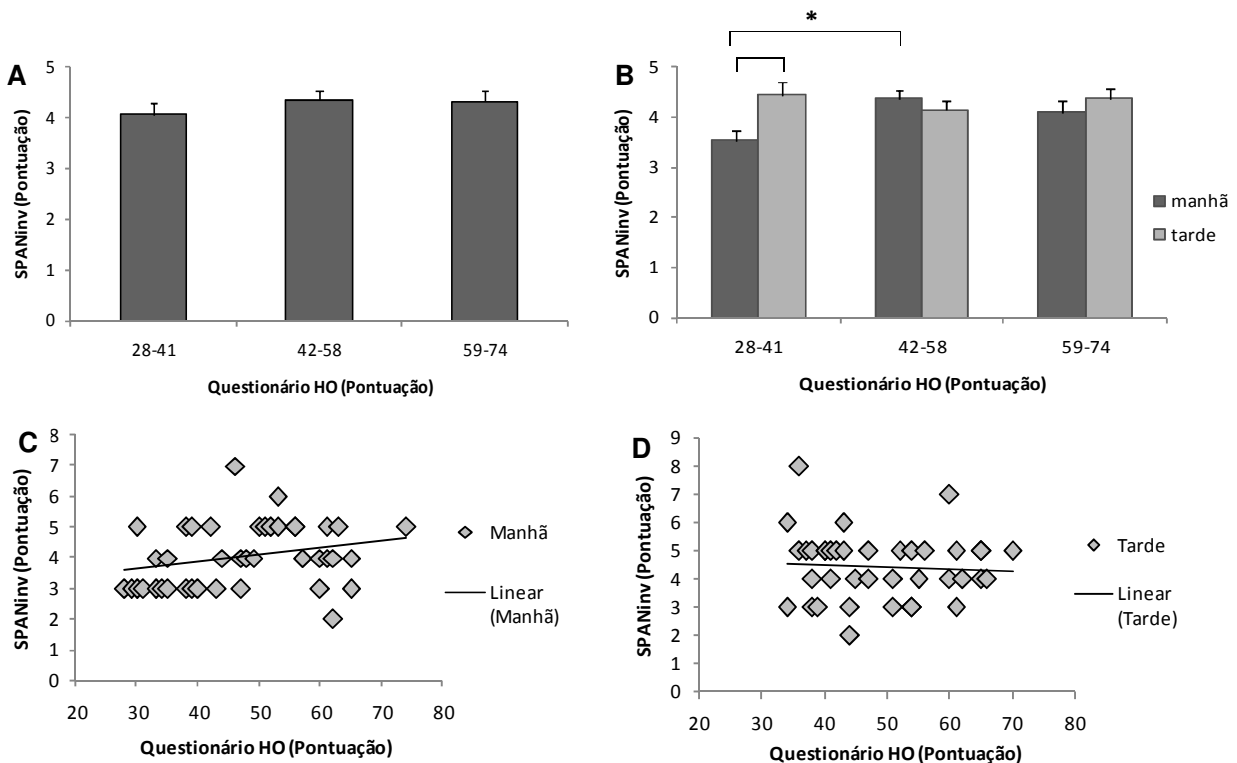 A
SPANinv (Pontuação)
5
4
3
2
1
0
28-41
42-58
59-74
Questionário HO (Pontuação)
B
*
SPANinv (Pontuação)
5
4
3
2
1
0
28-41
42-58
59-74
Questionário HO (Pontuação)
manhã
tarde
C
SPANinv (Pontuação)
8
7
6
5
4
3
2
1
0
20
30
40
50
60
70
80
Questionário HO (Pontuação)
Manhã
Linear
(Manhã)
D
SPANinv (Pontuação)
9
8
7
6
5
4
3
2
1
0
20
30
40
50
60
70
80
Questionário HO (Pontuação)
Tarde
Linear
(Tarde)